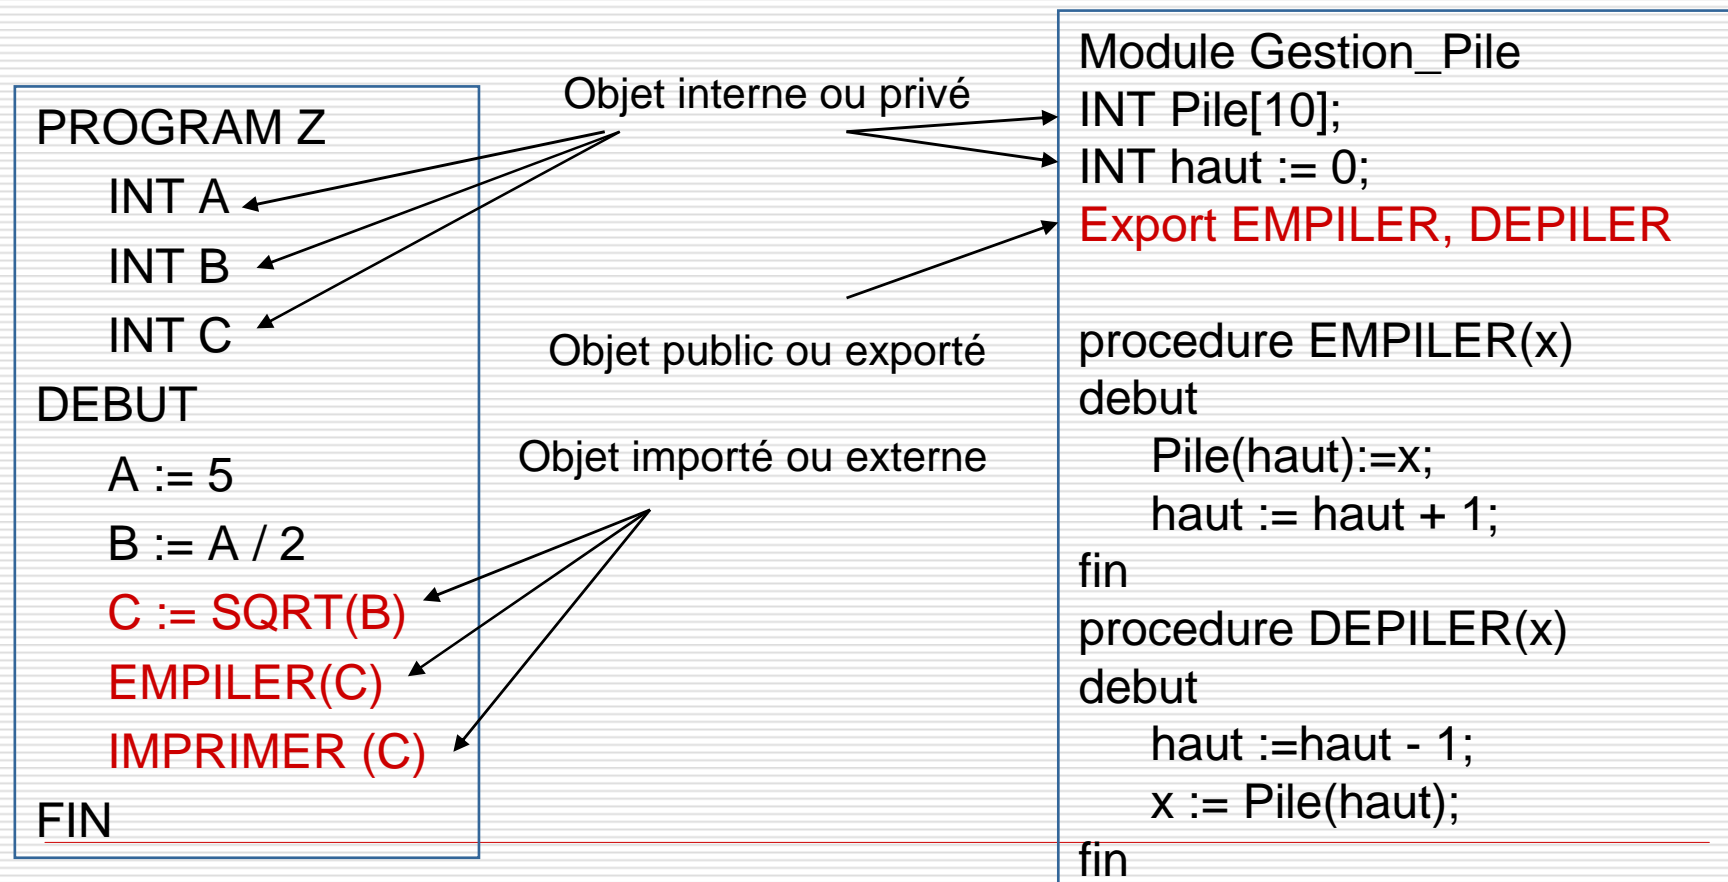 PROGRAM Z
INT A
INT B
INT C
DEBUT
A := 5
B := A / 2
C := SQRT(B)
EMPILER(C)
IMPRIMER (C)
FIN
Objet interne ou privé
Objet public ou exporté
Objet importé ou externe
Module Gestion_Pile
INT Pile[10];
INT haut := 0;
Export EMPILER, DEPILER
procedure EMPILER(x)
debut
Pile(haut):=x;
haut := haut + 1;
fin
procedure DEPILER(x)
debut
haut :=haut - 1;
x := Pile(haut);
fin